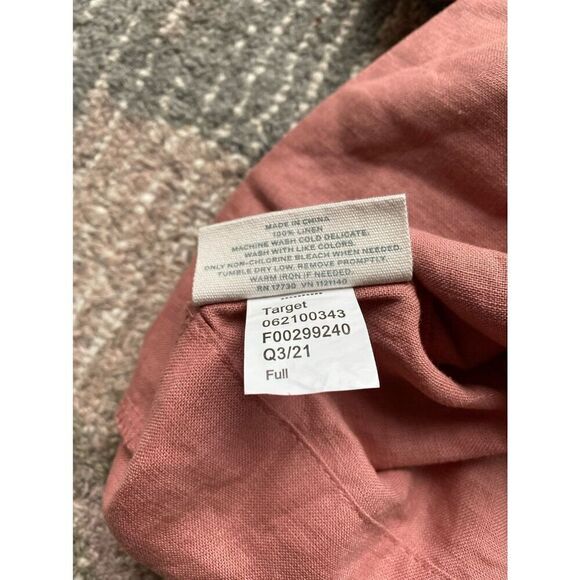 MADE IN CHINA
100% LINEN
MACHINE WASH COLD DELICATE.
WASH WITH LIKE COLORS.
ONLY NON-CHLORINE BLEACH WHEN NEEDED.
TUMBLE DRY LOW. REMOVE PROMPTLY.
WARM IRON IF NEEDED.
RN 17730 VN 1121140
Target
062100343
F00299240
Q3/21
Full